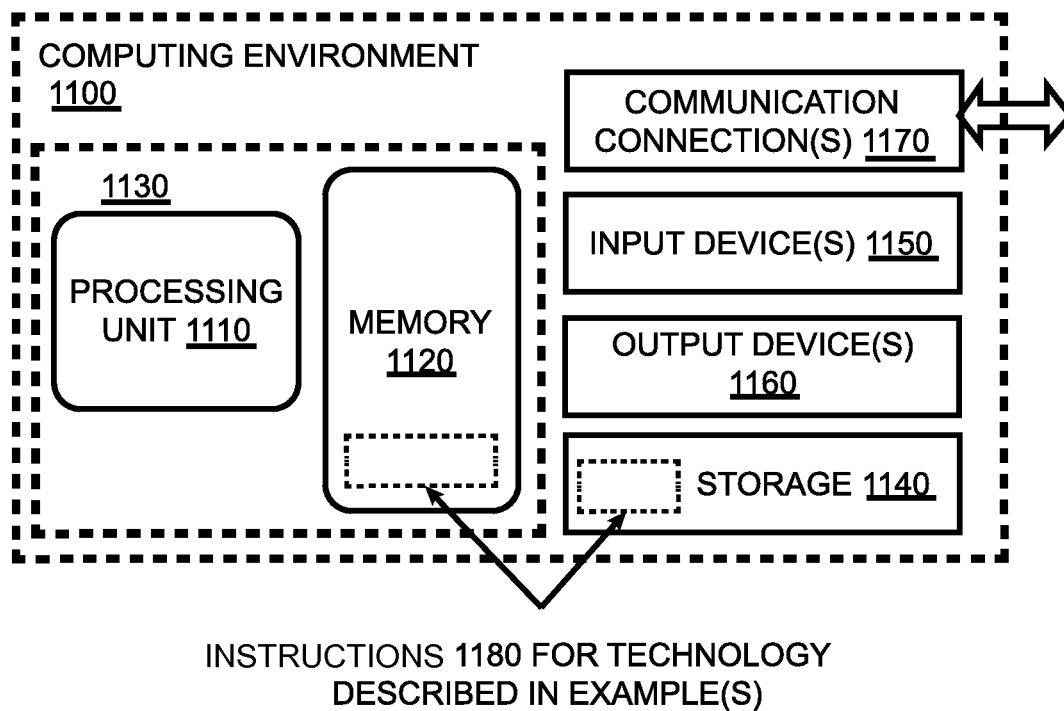 COMPUTING ENVIRONMENT
1100
1130
PROCESSING
UNIT 1110
MEMORY
1120
COMMUNICATION
CONNECTION(S) 1170
INPUT DEVICE(S) 1150
OUTPUT DEVICE(S)
1160
STORAGE 1140
INSTRUCTIONS 1180 FOR TECHNOLOGY
DESCRIBED IN EXAMPLE(S)